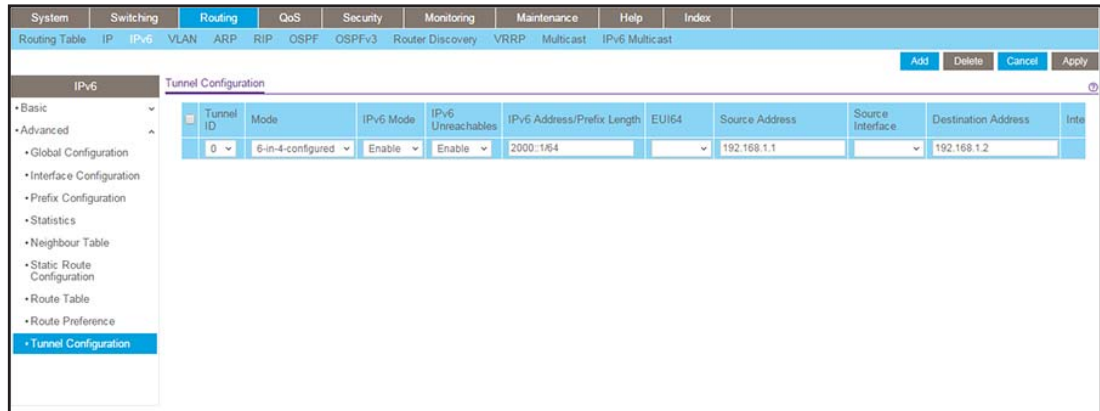 System Switching Routing QoS Security Monitoring Maintenance Help Index
Routing Table IP IPv6 VLAN ARP RIP OSPF OSPFv3 Router Discovery VRRP Multicast IPv6 Multicast
Add Delete Cancel Apply
IPv6
•Basic
•Advanced
•Global Configuration
•Interface Configuration
•Prefix Configuration
•Statistics
•Neighbour Table
•Static Route
Configuration
•Route Table
•Route Preference
•Tunnel Configuration
Tunnel Configuration
Tunnel ID Mode IPv6 Mode IPv6 Unreachables IPv6 Address/Prefix Length EUI64 Source Address Source Interface Destination Address Inte
0 6-in-4-configured Enable Enable 2000::1/64 192.168.1.1 192.168.1.2